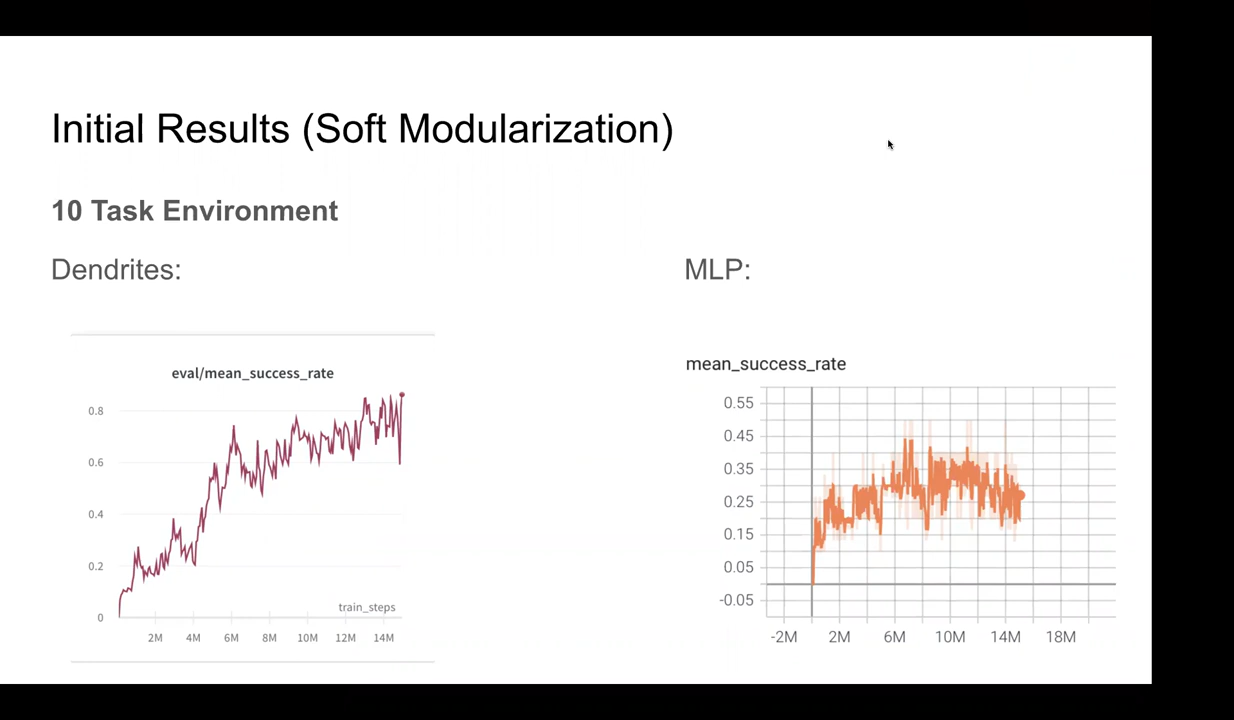 Initial Results (Soft Modularization)
10 Task Environment
Dendrites:
MLP:
eval/mean_success_rate
0.8
0.6
0.4
0.2
0
train_steps
2M 4M 6M 8M 10M 12M 14M
mean_success_rate
0.55
0.45
0.35
0.25
0.15
0.05
-0.05
-2M 2M 6M 10M 14M 18M